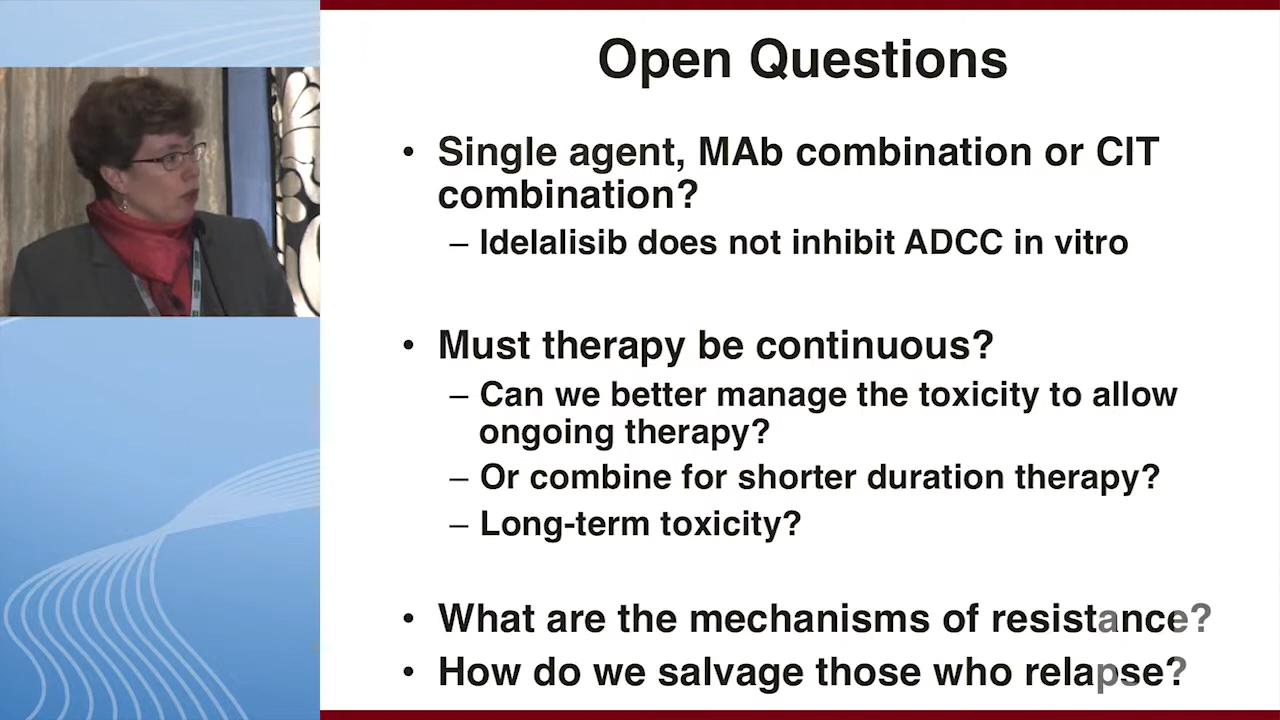 Open Questions
• Single agent, MAb combination or CIT
combination?
– Idelalisib does not inhibit ADCC in vitro
• Must therapy be continuous?
– Can we better manage the toxicity to allow
ongoing therapy?
– Or combine for shorter duration therapy?
– Long-term toxicity?
• What are the mechanisms of resistance?
• How do we salvage those who relapse?